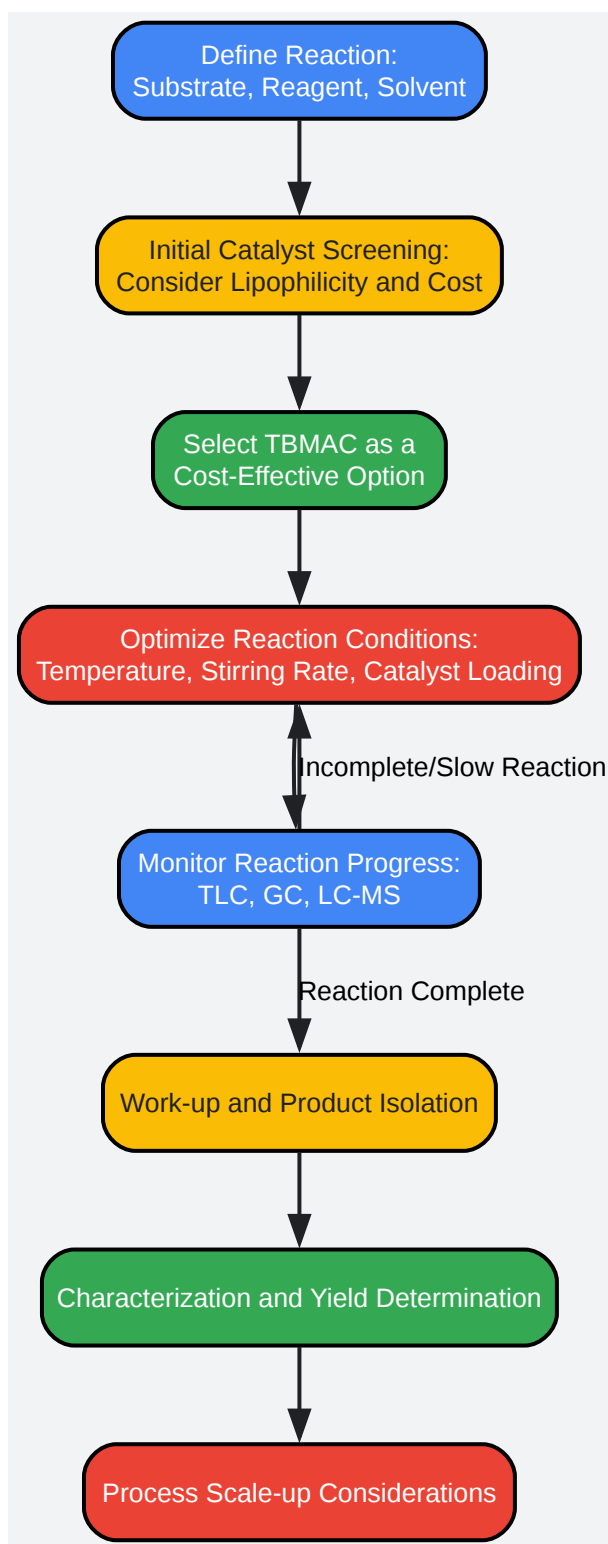 Define Reaction:
Substrate, Reagent, Solvent
Initial Catalyst Screening:
Consider Lipophilicity and Cost
Select TBMAC as a
Cost-Effective Option
Optimize Reaction Conditions:
Temperature, Stirring Rate, Catalyst Loading
Incomplete/Slow Reaction
Monitor Reaction Progress:
TLC, GC, LC-MS
Reaction Complete
Work-up and Product Isolation
Characterization and Yield Determination
Process Scale-up Considerations